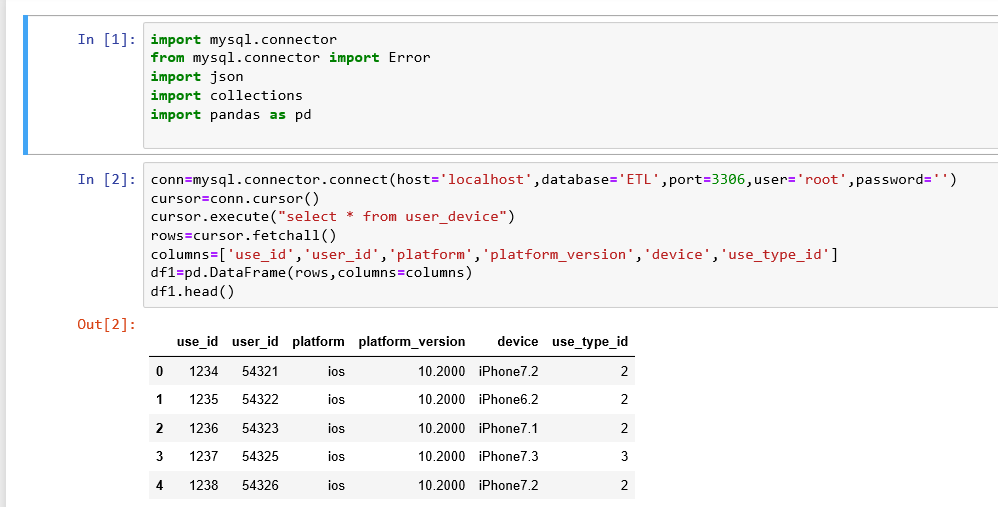 In [1]: import mysql.connector
from mysql.connector import Error
import json
import collections
import pandas as pd
In [2]: conn=mysql.connector.connect(host='localhost',database='ETL',port=3306,user='root',password='')
cursor=conn.cursor()
cursor.execute("select * from user_device")
rows=cursor.fetchall()
columns=['use_id','user_id','platform','platform_version','device','use_type_id']
df1=pd.DataFrame(rows,columns=columns)
df1.head()
Out[2]:
use_id user_id platform platform_version device use_type_id
0 1234 54321 ios 10.2000 iPhone7.2 2
1 1235 54322 ios 10.2000 iPhone6.2 2
2 1236 54323 ios 10.2000 iPhone7.1 2
3 1237 54325 ios 10.2000 iPhone7.3 3
4 1238 54326 ios 10.2000 iPhone7.2 2